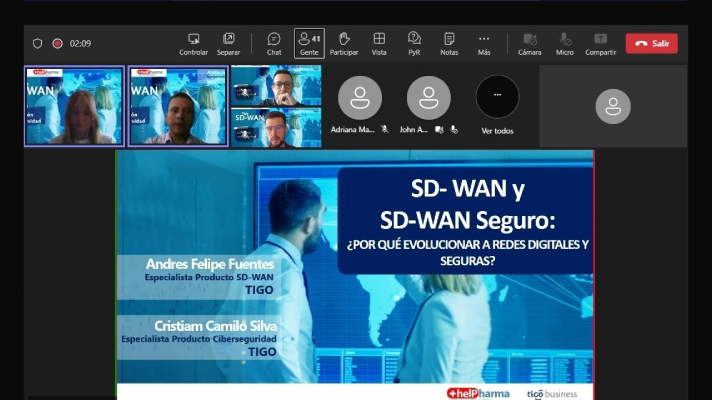 02:09
Controlar
Separar
Chat
41
Gente
Participar
Vista
PyR
Notas
Más
Cámara
Micro
Compartir
Salir
+helPharma
WAN
vidad
WAN
vidad
SD-WAN
Adriana Ma...
John A...
Ver todos
SD- WAN y
SD-WAN Seguro:
¿POR QUÉ EVOLUCIONAR A REDES DIGITALES Y
SEGURAS?
Andres Felipe Fuentes
Especialista Producto SD-WAN
TIGO
Cristiam Camilo Silva
Especialista Producto Ciberseguridad
TIGO
+helPharma
tigo business